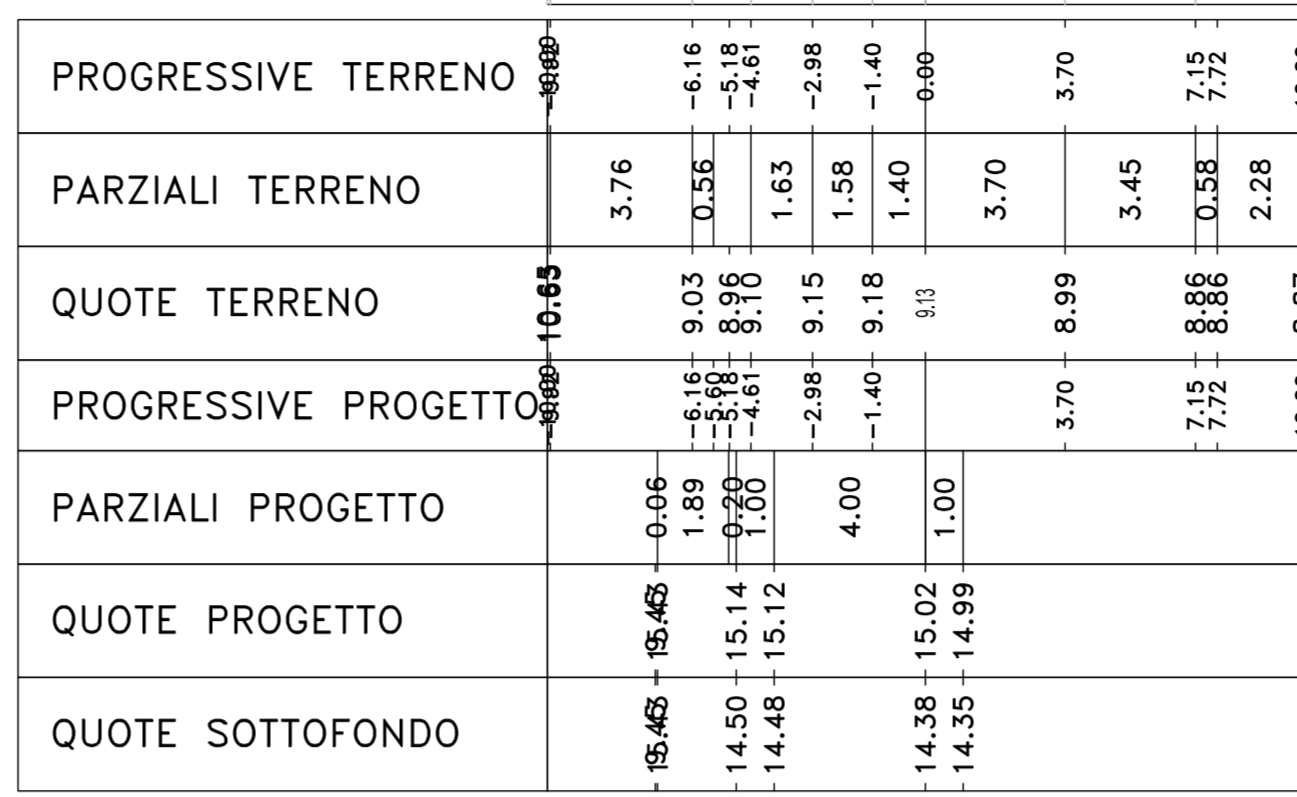 PROGRESSIVE TERRENO -6.16 -5.18 -4.61 -2.98 -1.40 0.00 3.70 7.15 7.72
PARZIALI TERRENO 3.76 0.56 1.63 1.58 1.40 3.70 3.45 0.58 2.28
QUOTE TERRENO 9.03 8.96 9.10 9.15 9.18 9.13 8.99 8.86 8.86
PROGRESSIVE PROGETTO -6.16 -5.60 -5.18 -4.61 -2.98 -1.40 3.70 7.15 7.72
PARZIALI PROGETTO 0.06 1.89 0.20 1.00 4.00 1.00
QUOTE PROGETTO 15.14 15.12 15.02 14.99
QUOTE SOTTOFONDO 14.50 14.48 14.38 14.35